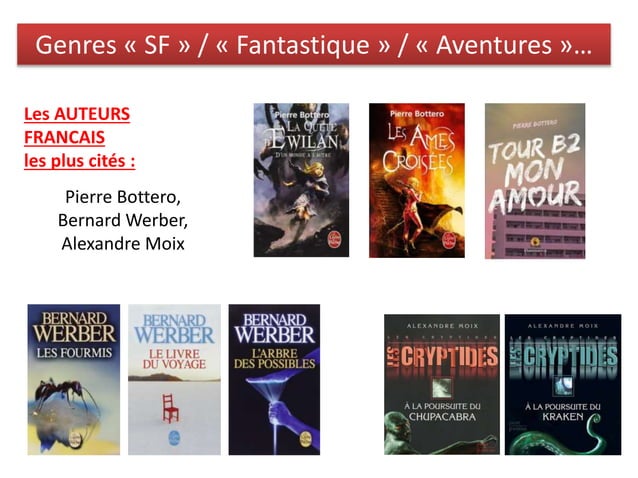 Genres « SF » / « Fantastique » / « Aventures »…
Les AUTEURS
FRANCAIS
les plus cités :
Pierre Bottero,
Bernard Werber,
Alexandre Moix
Pierre Bottero
LA QUÊTE
D'EWILAN
D'UN MONDE À L'AUTRE
Pierre Bottero
LES ÂMES
CROISÉES
PIERRE BOTTERO
TOUR B2
MON
AMOUR
BERNARD
WERBER
LES FOURMIS
BERNARD
WERBER
LE LIVRE
DU VOYAGE
BERNARD
WERBER
L'ARBRE
DES POSSIBLES
ALEXANDRE MOIX
LES CRYPTIDES
À LA POURSUITE DU
CHUPACABRA
ALEXANDRE MOIX
LES CRYPTIDES
À LA POURSUITE DU
KRAKEN